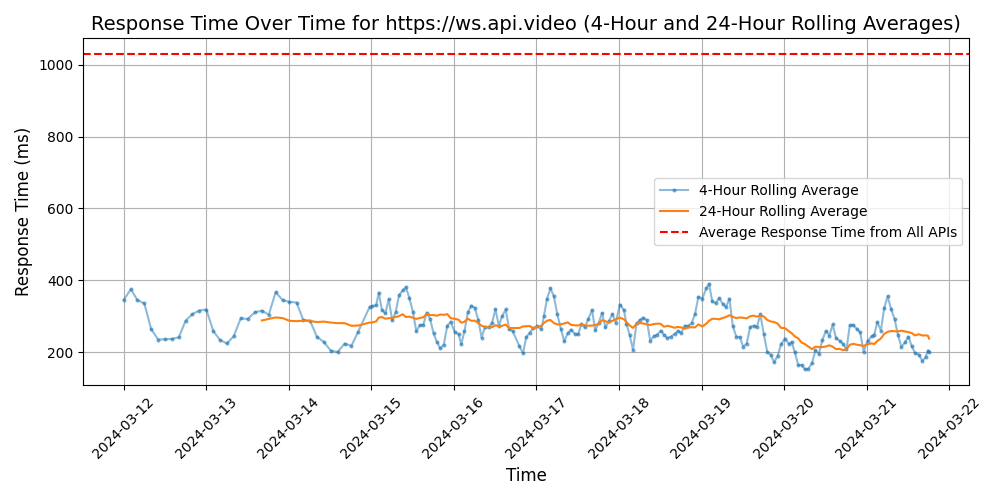 Response Time Over Time for https://ws.api.video (4-Hour and 24-Hour Rolling Averages)
Response Time (ms)
1000
800
600
400
200
4-Hour Rolling Average
24-Hour Rolling Average
Average Response Time from All APIs
2024-03-12
2024-03-13
2024-03-14
2024-03-15
2024-03-16
2024-03-17
2024-03-18
2024-03-19
2024-03-20
2024-03-21
2024-03-22
Time